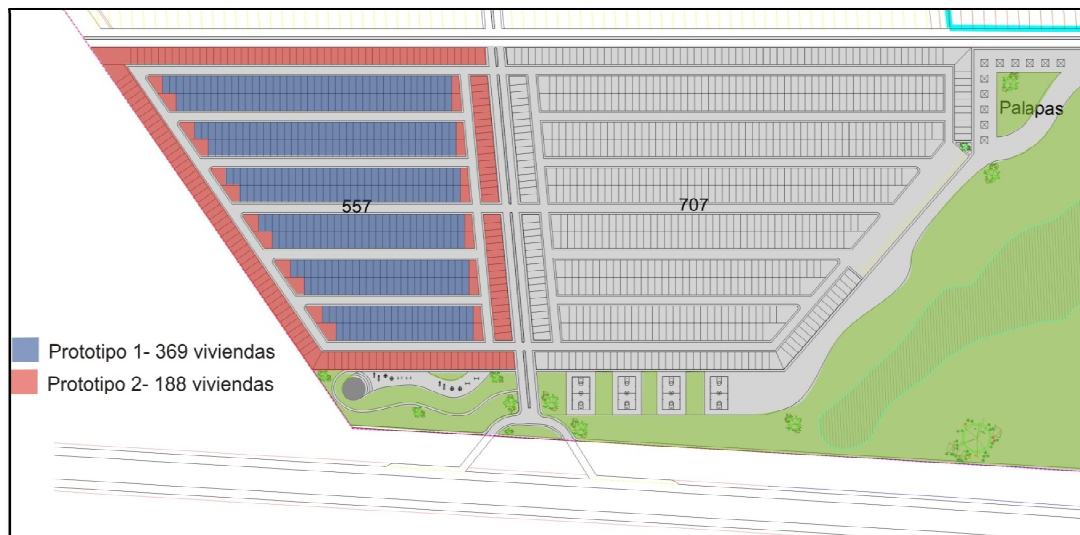 Palapas
557
707
Prototipo 1- 369 viviendas
Prototipo 2- 188 viviendas